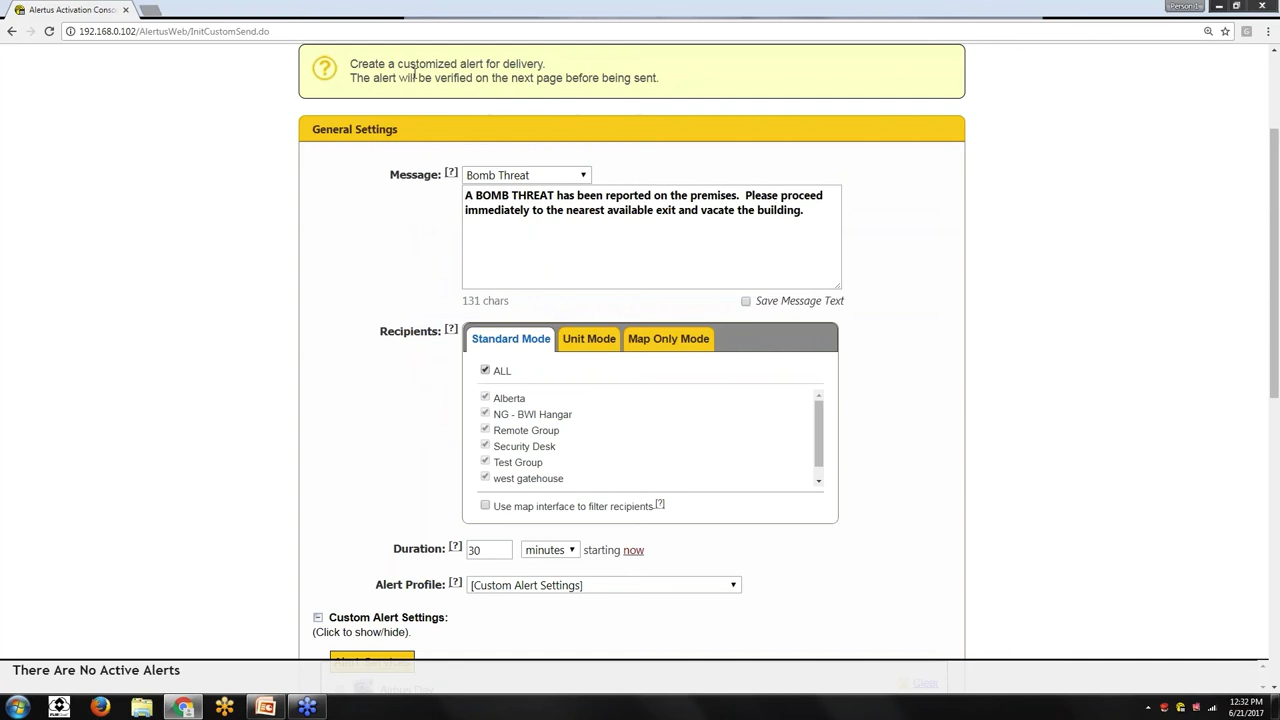 Alertus Activation Conso
Person 1
192.168.0.102/AlertusWeb/InitCustomSend.do
Create a customized alert for delivery.
The alert will be verified on the next page before being sent.
General Settings
Message: [?] Bomb Threat
A BOMB THREAT has been reported on the premises. Please proceed
immediately to the nearest available exit and vacate the building.
131 chars
Save Message Text
Recipients: [?]
Standard Mode Unit Mode Map Only Mode
ALL
Alberta
NG - BWI Hangar
Remote Group
Security Desk
Test Group
west gatehouse
Use map interface to filter recipients [?]
Duration: [?] 30 minutes starting now
Alert Profile: [?] [Custom Alert Settings]
Custom Alert Settings:
(Click to show/hide).
Alert Services
Clear
There Are No Active Alerts
12:32 PM
6/21/2017